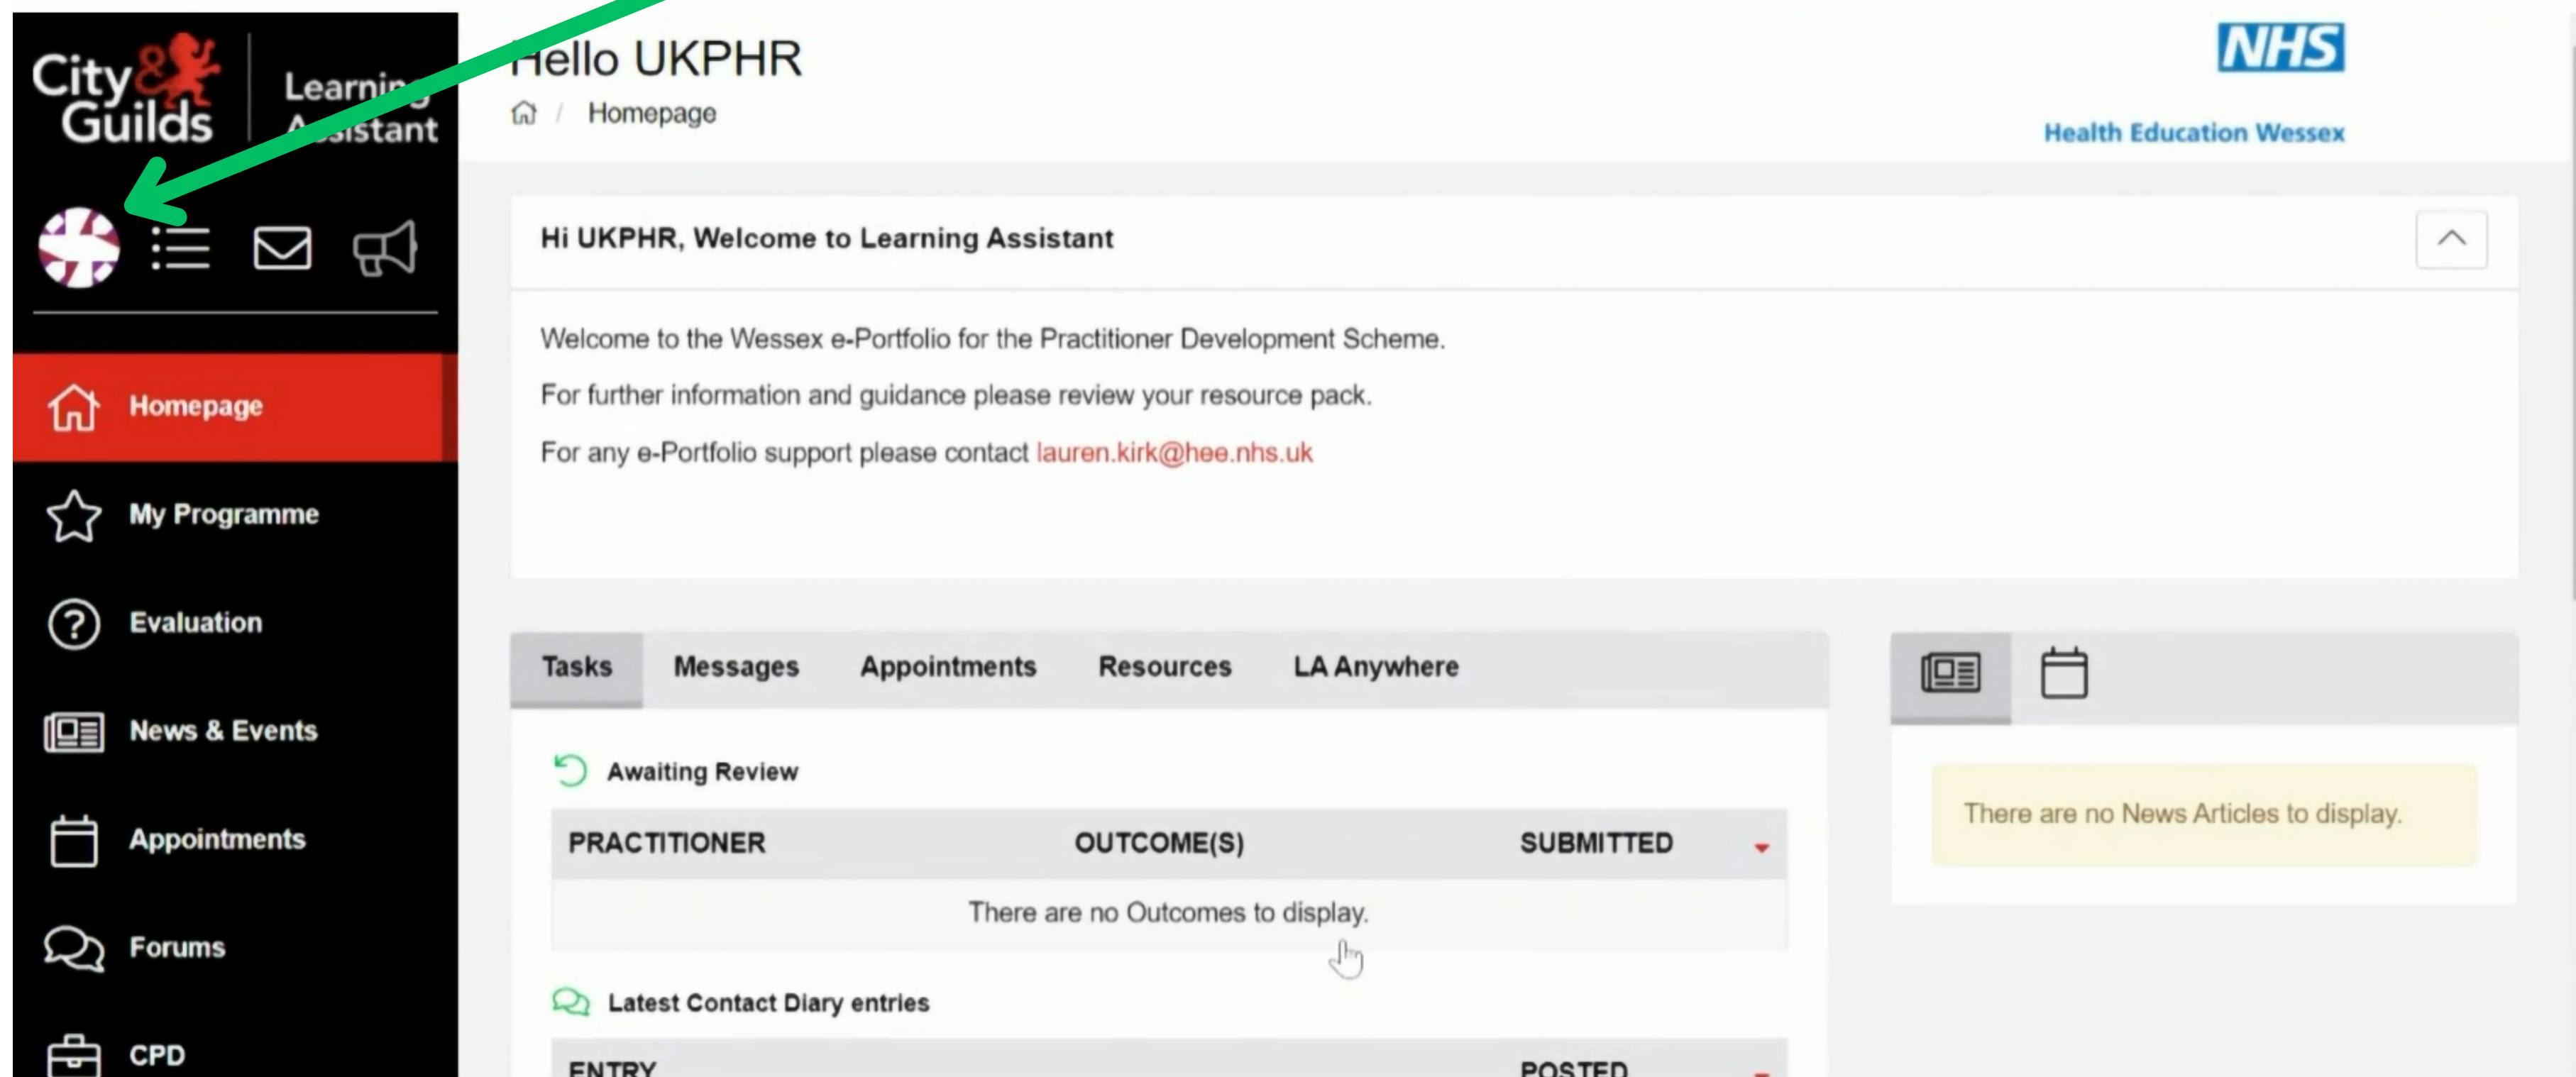 City & Guilds
Learning Assistant
Homepage
My Programme
Evaluation
News & Events
Appointments
Forums
CPD
Hello UKPHR
Homepage
NHS
Health Education Wessex
Hi UKPHR, Welcome to Learning Assistant
Welcome to the Wessex e-Portfolio for the Practitioner Development Scheme.
For further information and guidance please review your resource pack.
For any e-Portfolio support please contact lauren.kirk@hee.nhs.uk
Tasks Messages Appointments Resources LA Anywhere
Awaiting Review
PRACTITIONER OUTCOME(S) SUBMITTED
There are no Outcomes to display.
Latest Contact Diary entries
ENTRY POSTED
There are no News Articles to display.